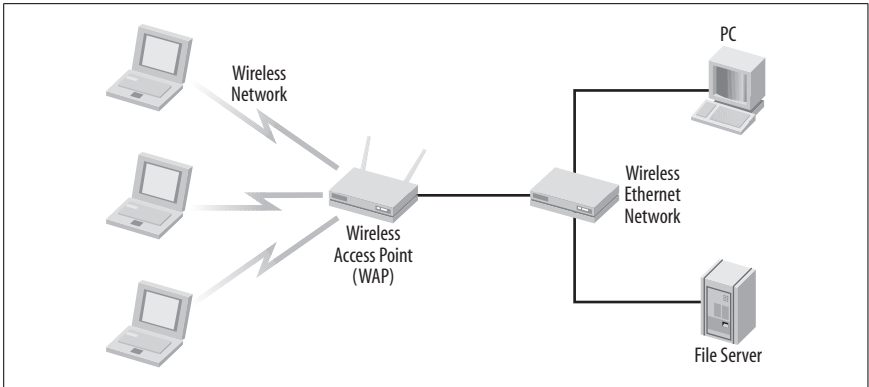 PC
Wireless
Network
Wireless
Ethernet
Network
Wireless
Access Point
(WAP)
File Server